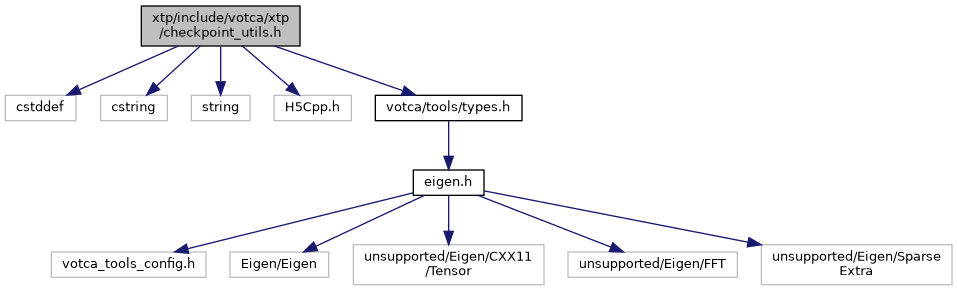 xtp/include/votca/xtp
/checkpoint_utils.h
cstddef
cstring
string
H5Cpp.h
votca/tools/types.h
eigen.h
votca_tools_config.h
Eigen/Eigen
unsupported/Eigen/CXX11
/Tensor
unsupported/Eigen/FFT
unsupported/Eigen/Sparse
Extra